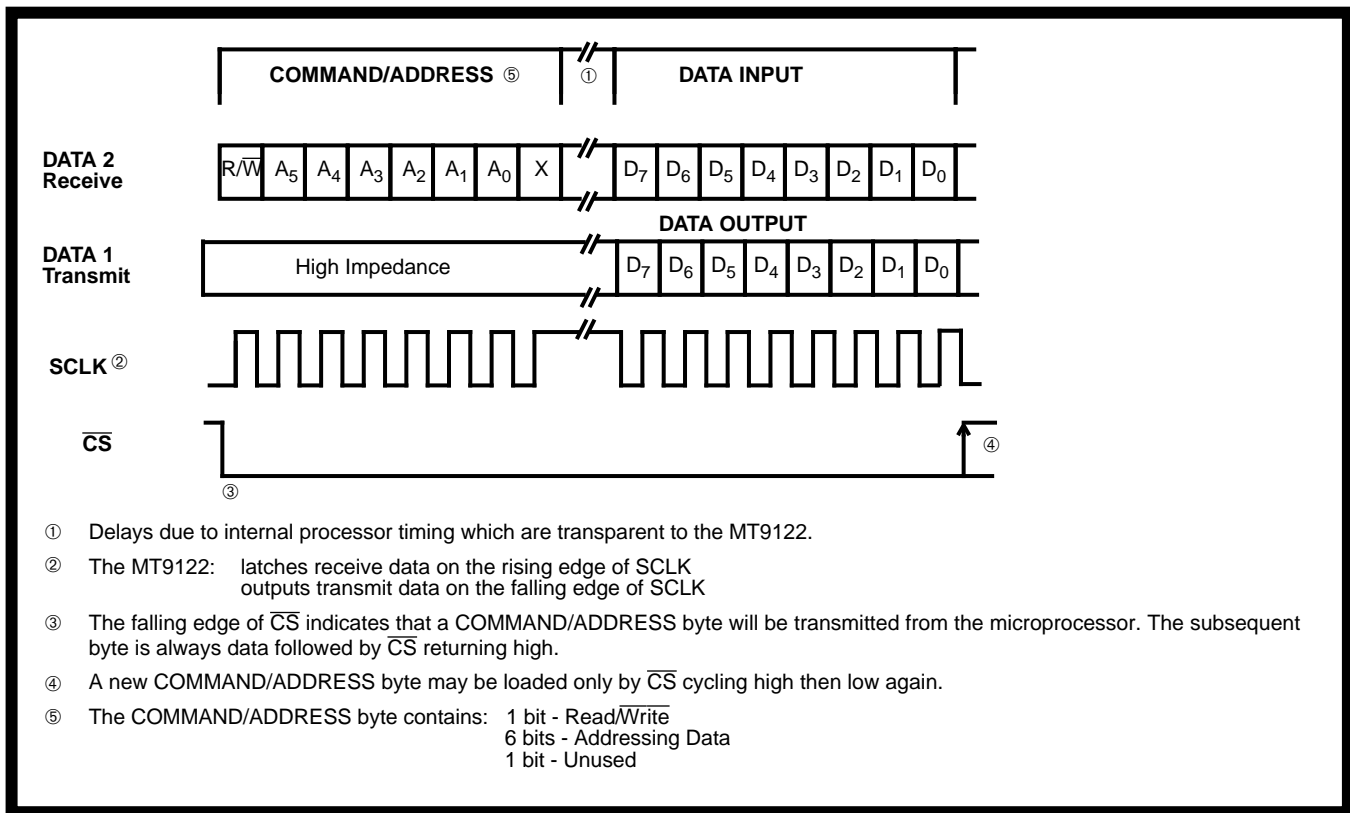 COMMAND/ADDRESS ⑤ ① DATA INPUT
DATA 2
Receive
R/W̅ A₅ A₄ A₃ A₂ A₁ A₀ X D₇ D₆ D₅ D₄ D₃ D₂ D₁ D₀
DATA OUTPUT
DATA 1
Transmit
High Impedance D₇ D₆ D₅ D₄ D₃ D₂ D₁ D₀
SCLK ②
C̅S̅
③
④
① Delays due to internal processor timing which are transparent to the MT9122.
② The MT9122: latches receive data on the rising edge of SCLK
outputs transmit data on the falling edge of SCLK
③ The falling edge of C̅S̅ indicates that a COMMAND/ADDRESS byte will be transmitted from the microprocessor. The subsequent
byte is always data followed by C̅S̅ returning high.
④ A new COMMAND/ADDRESS byte may be loaded only by C̅S̅ cycling high then low again.
⑤ The COMMAND/ADDRESS byte contains: 1 bit - Read/W̅r̅i̅t̅e̅
6 bits - Addressing Data
1 bit - Unused